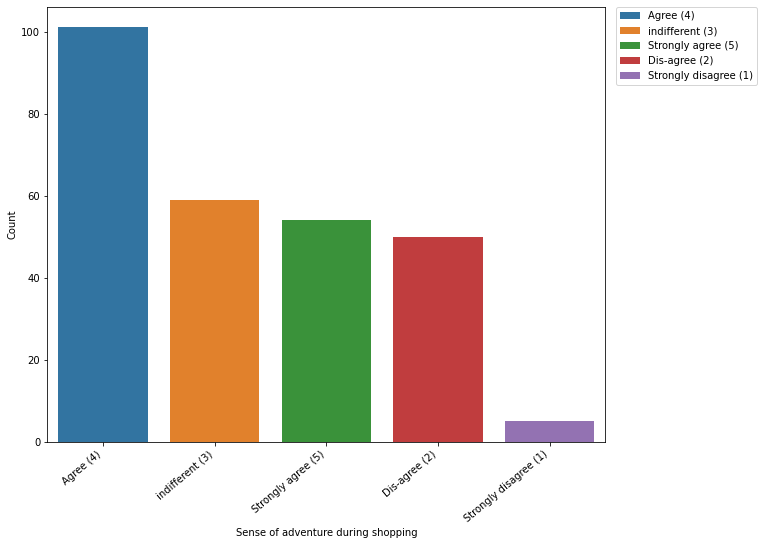 Agree (4)
indifferent (3)
Strongly agree (5)
Dis-agree (2)
Strongly disagree (1)
100
80
60
40
20
0
Count
Agree (4)
indifferent (3)
Strongly agree (5)
Dis-agree (2)
Strongly disagree (1)
Sense of adventure during shopping